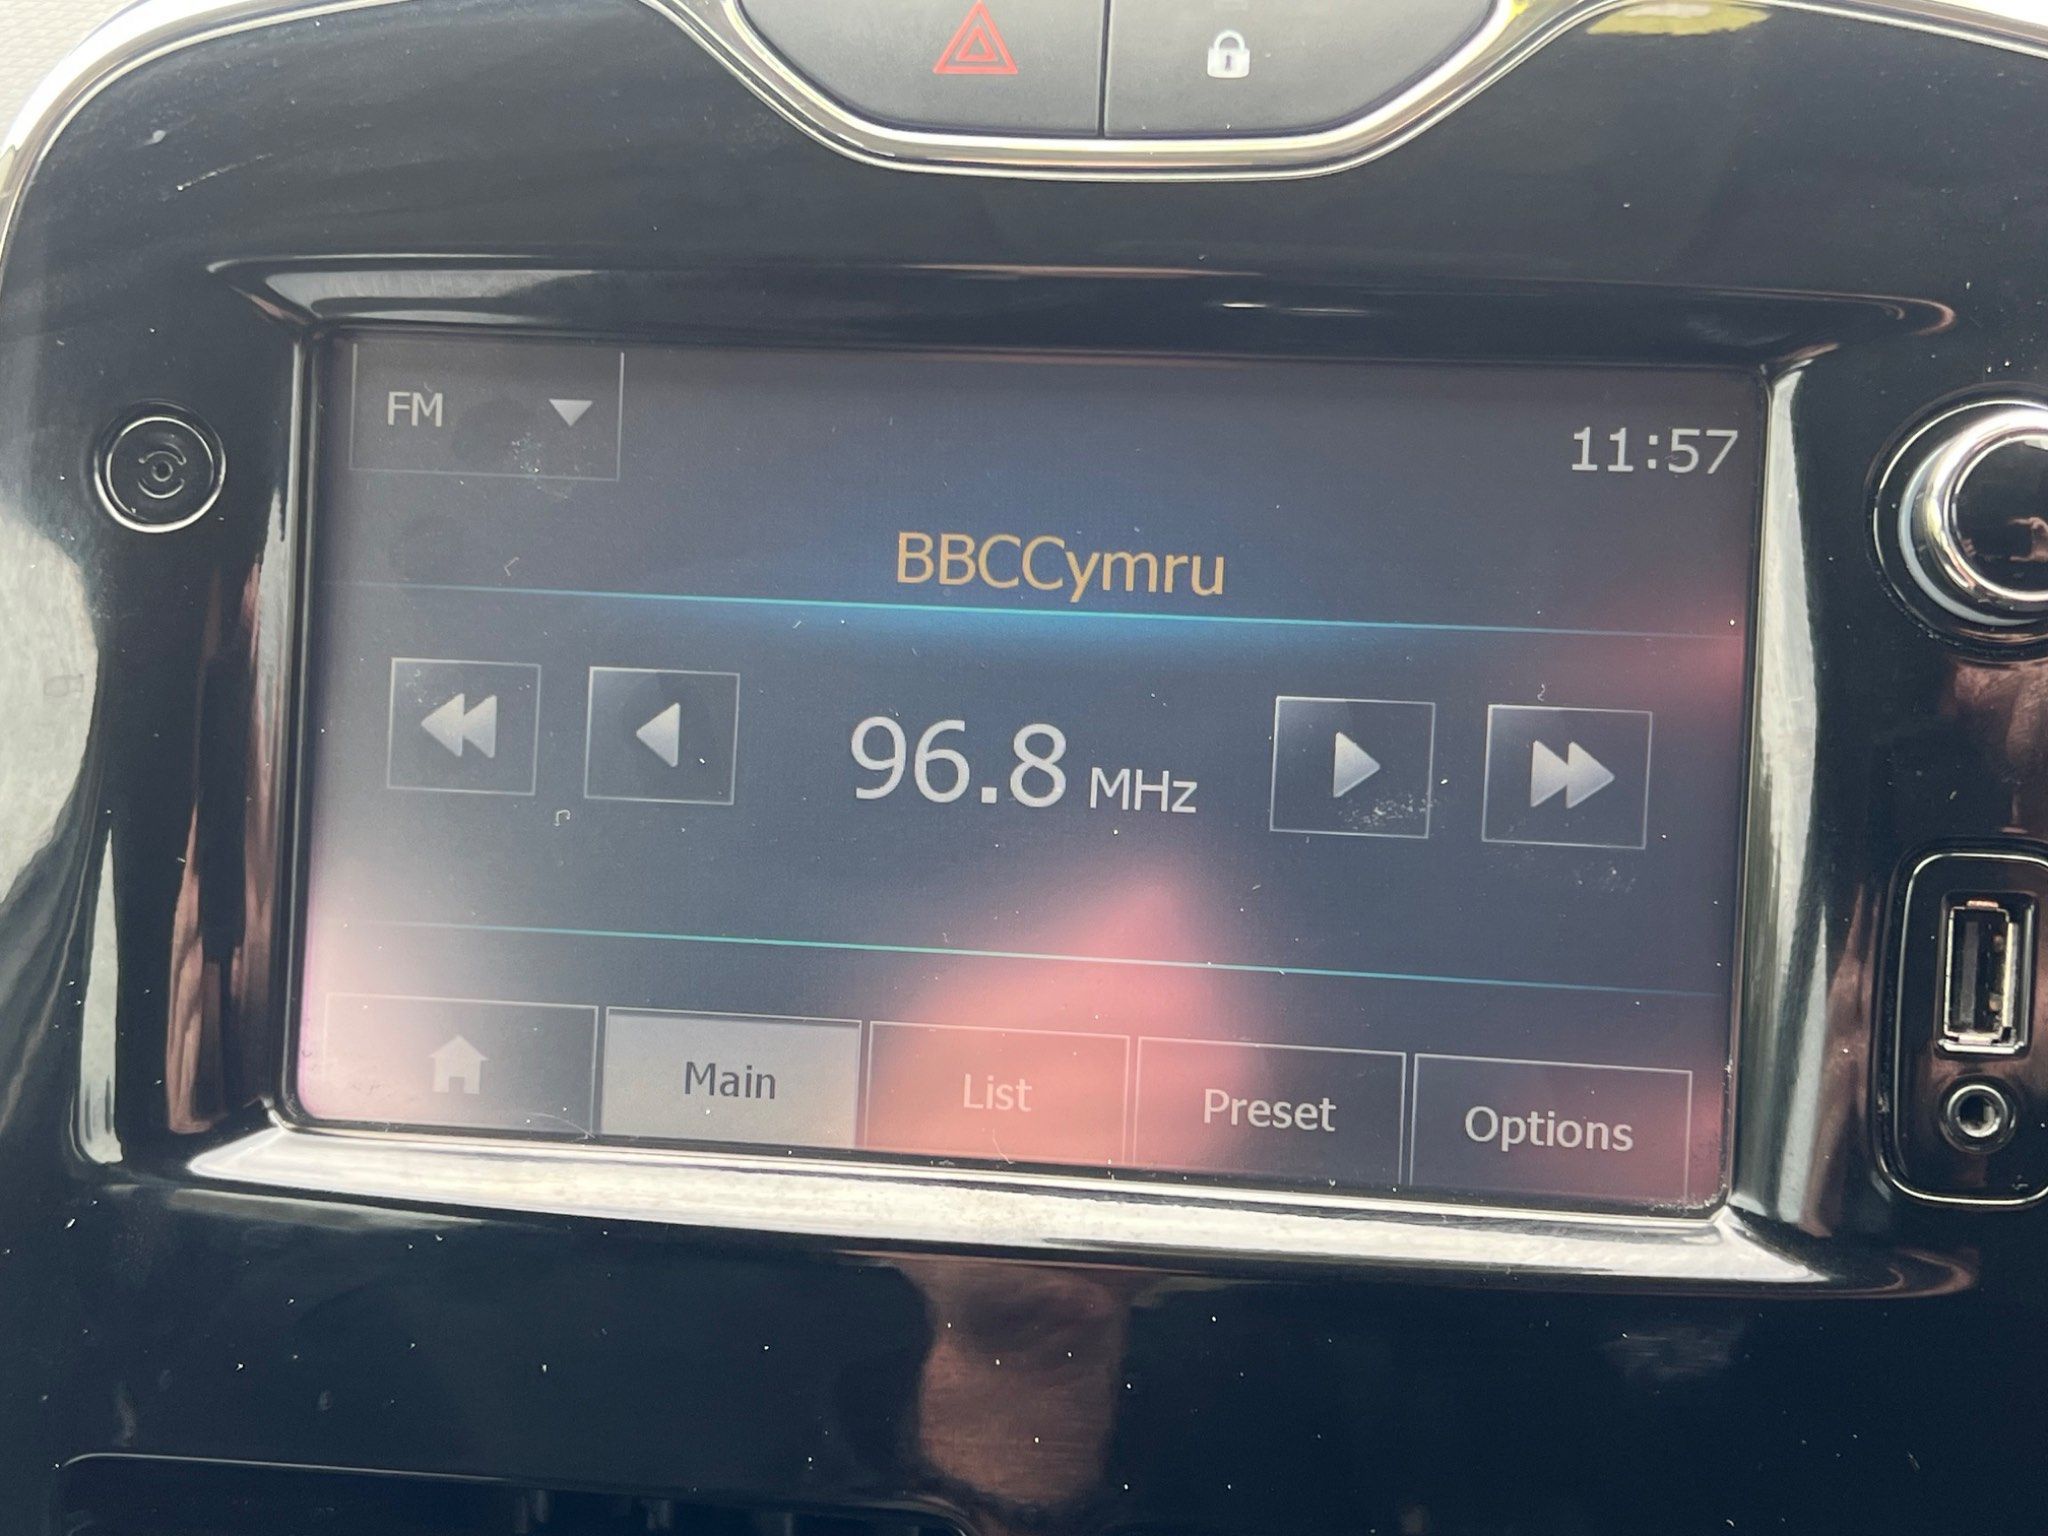 FM
11:57
BBCCymru
96.8 MHz
Main
List
Preset
Options